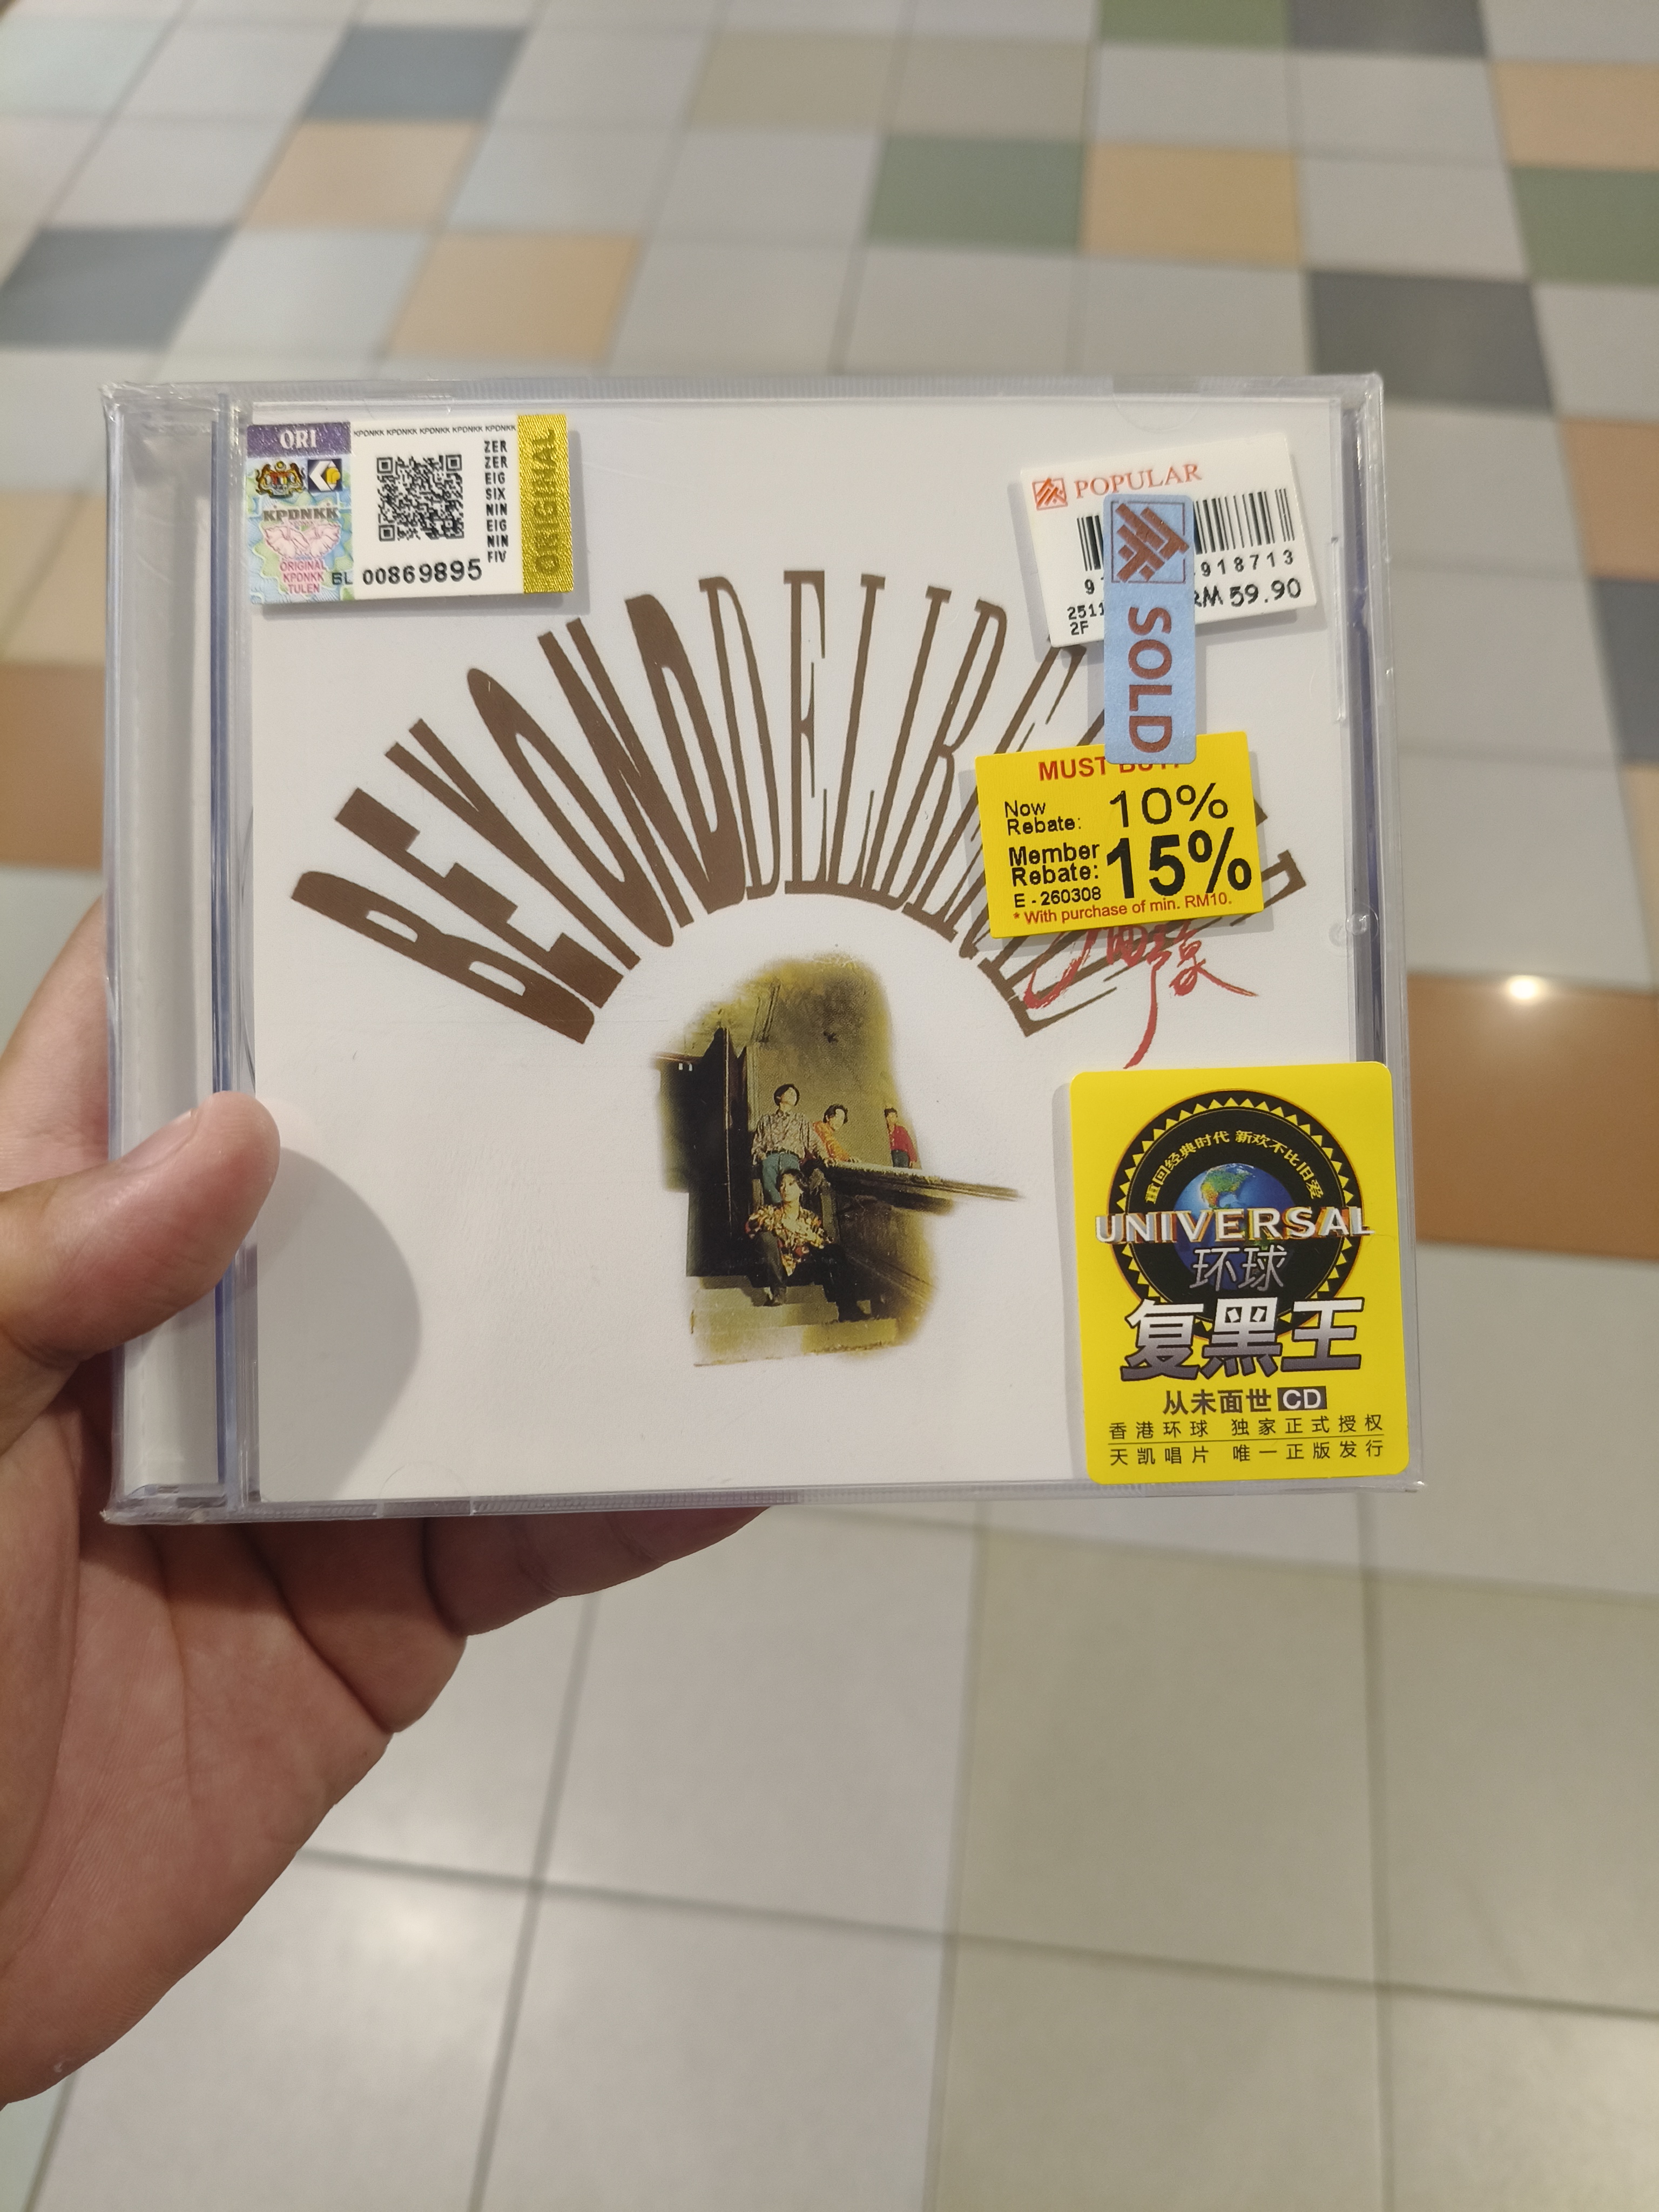 ORI
KPDNKK KPDNKK KPDNKK KPDNKK KPDNKK
KPDNKK
ORIGINAL
KPDNKK
TULEN
ZER
ZER
EIG
SIX
NIN
EIG
NIN
FIV
BL 00869895
ORIGINAL
POPULAR
9 918713
2511 RM 59.90
2F
SOLD
BEYOND
MUST
Now
Rebate: 10%
Member
Rebate: 15%
E - 260308
* With purchase of min. RM10.
重回经典时代 新欢不比旧爱
UNIVERSAL
环球
复黑王
从未面世 CD
香港环球 独家正式授权
天凯唱片 唯一正版发行